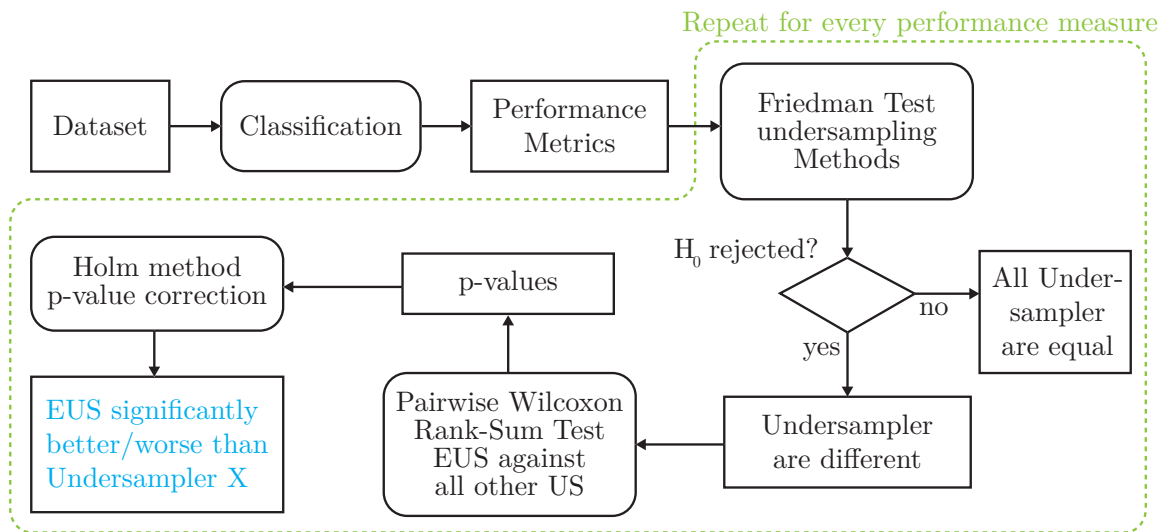 Repeat for every performance measure
Dataset
Classification
Performance
Metrics
Friedman Test
undersampling
Methods
H0 rejected?
no
All Under-
sampler
are equal
yes
Undersampler
are different
Pairwise Wilcoxon
Rank-Sum Test
EUS against
all other US
p-values
Holm method
p-value correction
EUS significantly
better/worse than
Undersampler X